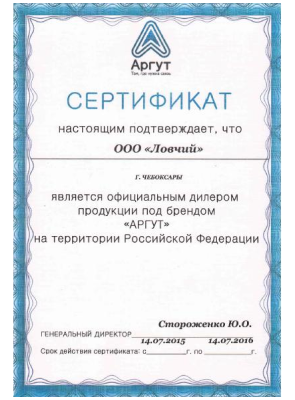 Аргут
Там, где нужна связь
СЕРТИФИКАТ
настоящим подтверждает, что
ООО «Ловчий»
г. ЧЕБОКСАРЫ
является официальным дилером
продукции под брендом
«АРГУТ»
на территории Российской Федерации
Стороженко Ю.О.
ГЕНЕРАЛЬНЫЙ ДИРЕКТОР
14.07.2015 14.07.2016
Срок действия сертификата: с г. по г.